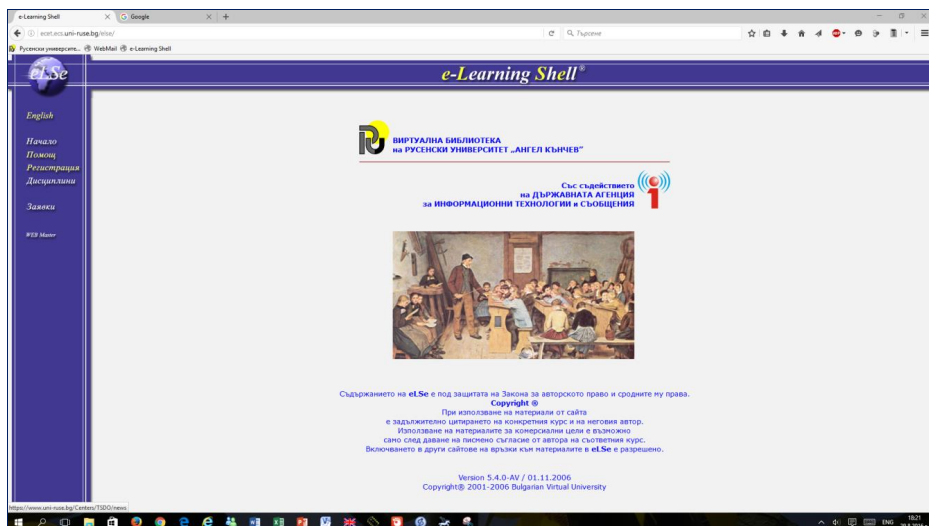 e-Learning Shell
Google
ecet.ecs.uni-ruse.bg/else/
Търсене
Русенски университе...
WebMail
e-Learning Shell
eLSe
e-Learning Shell®
English
Начало
Помощ
Регистрация
Дисциплини
Заявки
WEB Master
ВИРТУАЛНА БИБЛИОТЕКА
на РУСЕНСКИ УНИВЕРСИТЕТ „АНГЕЛ КЪНЧЕВ"
Със съдействието
на ДЪРЖАВНАТА АГЕНЦИЯ
за ИНФОРМАЦИОННИ ТЕХНОЛОГИИ и СЪОБЩЕНИЯ
Съдържанието на eLSe е под защитата на Закона за авторското право и сродните му права.
Copyright ®
При използване на материали от сайта
е задължително цитирането на конкретния курс и на неговия автор.
Използване на материалите за комерсиални цели е възможно
само след даване на писмено съгласие от автора на съответния курс.
Включването в други сайтове на връзки към материалите в eLSe е разрешено.
Version 5.4.0-AV / 01.11.2006
Copyright® 2001-2006 Bulgarian Virtual University
https://www.uni-ruse.bg/Centers/TSDO/news
ENG
18:21